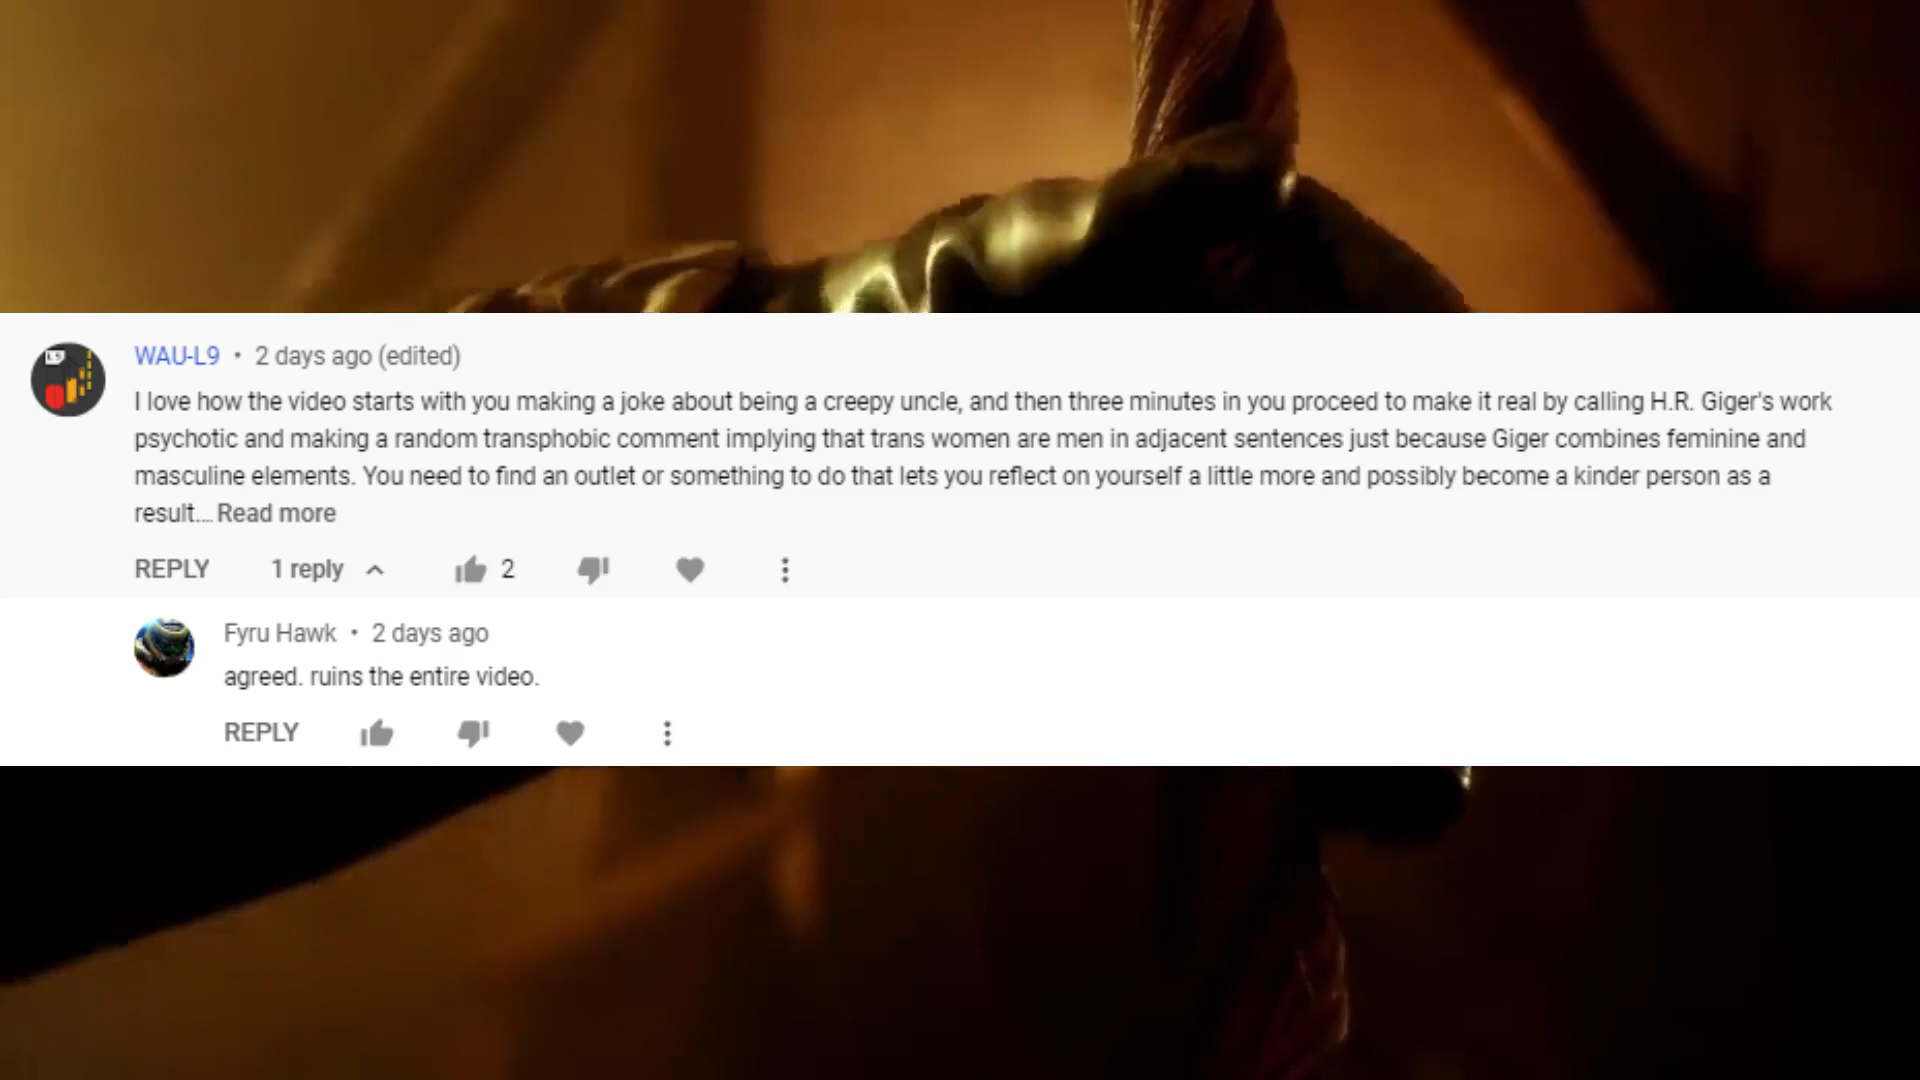 L9
WAU-L9 • 2 days ago (edited)
I love how the video starts with you making a joke about being a creepy uncle, and then three minutes in you proceed to make it real by calling H.R. Giger's work
psychotic and making a random transphobic comment implying that trans women are men in adjacent sentences just because Giger combines feminine and
masculine elements. You need to find an outlet or something to do that lets you reflect on yourself a little more and possibly become a kinder person as a
result.... Read more
REPLY 1 reply 2
Fyru Hawk • 2 days ago
agreed. ruins the entire video.
REPLY